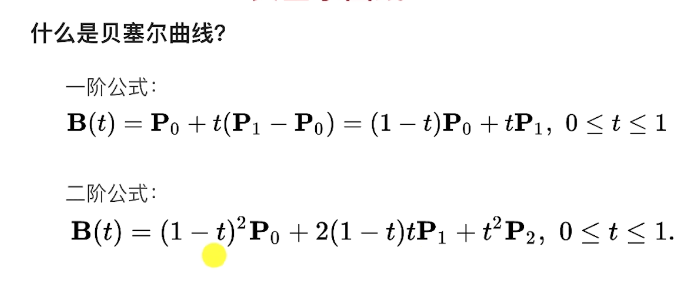 什么是贝塞尔曲线?
一阶公式：
B(t) = P₀ + t(P₁ − P₀) = (1 − t)P₀ + tP₁, 0 ≤ t ≤ 1
二阶公式：
B(t) = (1 − t)²P₀ + 2(1 − t)tP₁ + t²P₂, 0 ≤ t ≤ 1.